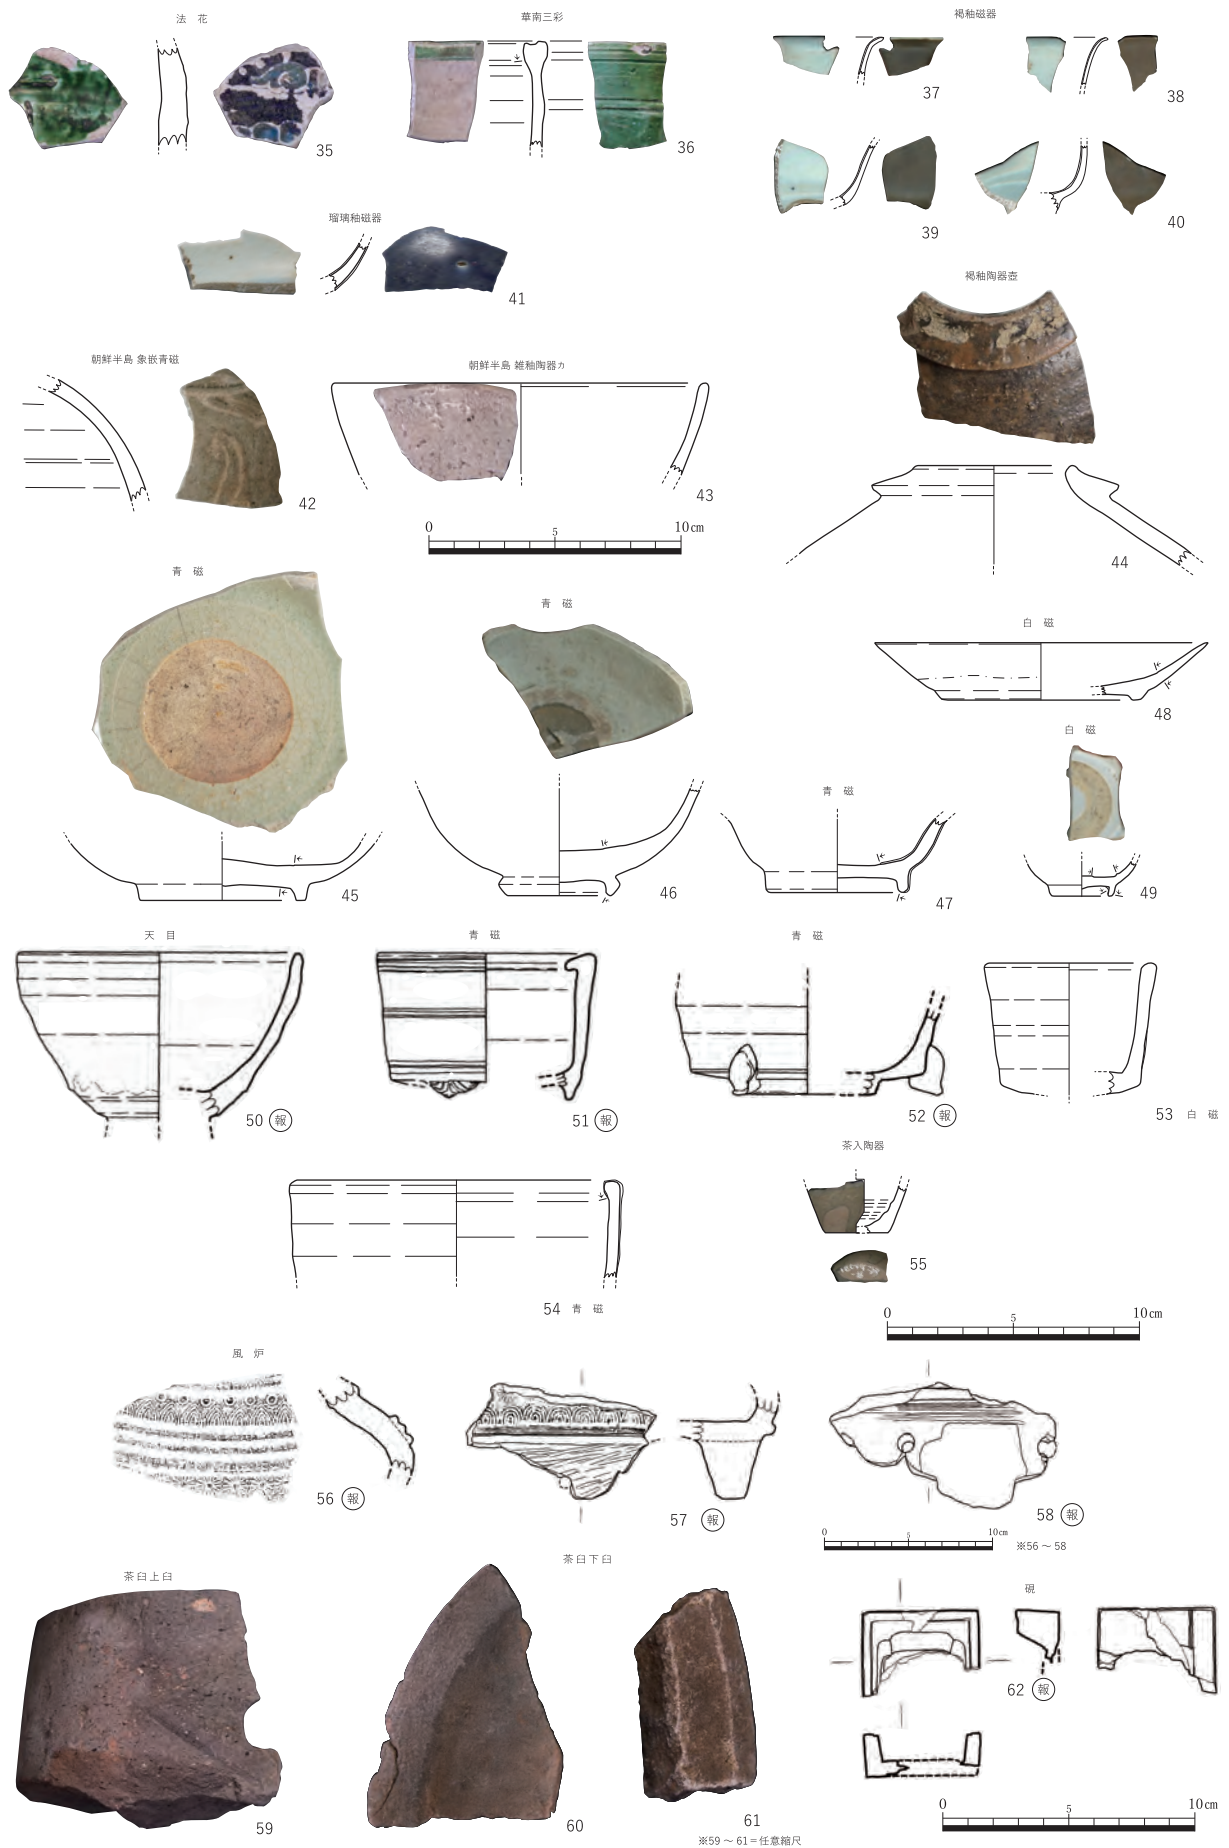 法 花
35
華南三彩
36
褐釉磁器
37
38
39
40
瑠璃釉磁器
41
朝鮮半島 象嵌青磁
42
朝鮮半島 雑釉陶器カ
43
0 5 10cm
褐釉陶器壺
44
青 磁
45
青 磁
46
青 磁
47
白 磁
48
白 磁
49
天 目
50 報
青 磁
51 報
青 磁
52 報
53 白 磁
54 青 磁
茶入陶器
55
0 5 10cm
風 炉
56 報
57 報
58 報
0 5 10cm ※56 ～ 58
茶臼上臼
59
茶臼下臼
60
61
※59 ～ 61＝任意縮尺
硯
62 報
0 5 10cm